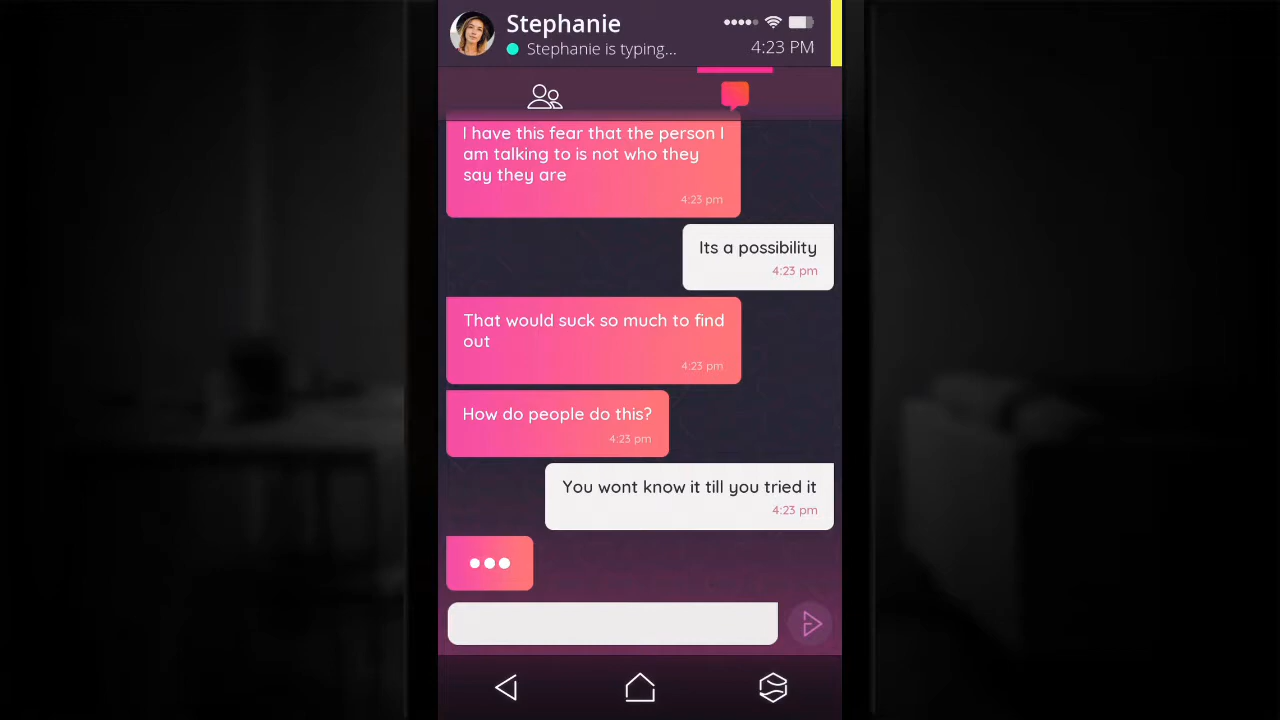 Stephanie
Stephanie is typing...
4:23 PM
I have this fear that the person I
am talking to is not who they
say they are
4:23 pm
Its a possibility
4:23 pm
That would suck so much to find
out
4:23 pm
How do people do this?
4:23 pm
You wont know it till you tried it
4:23 pm